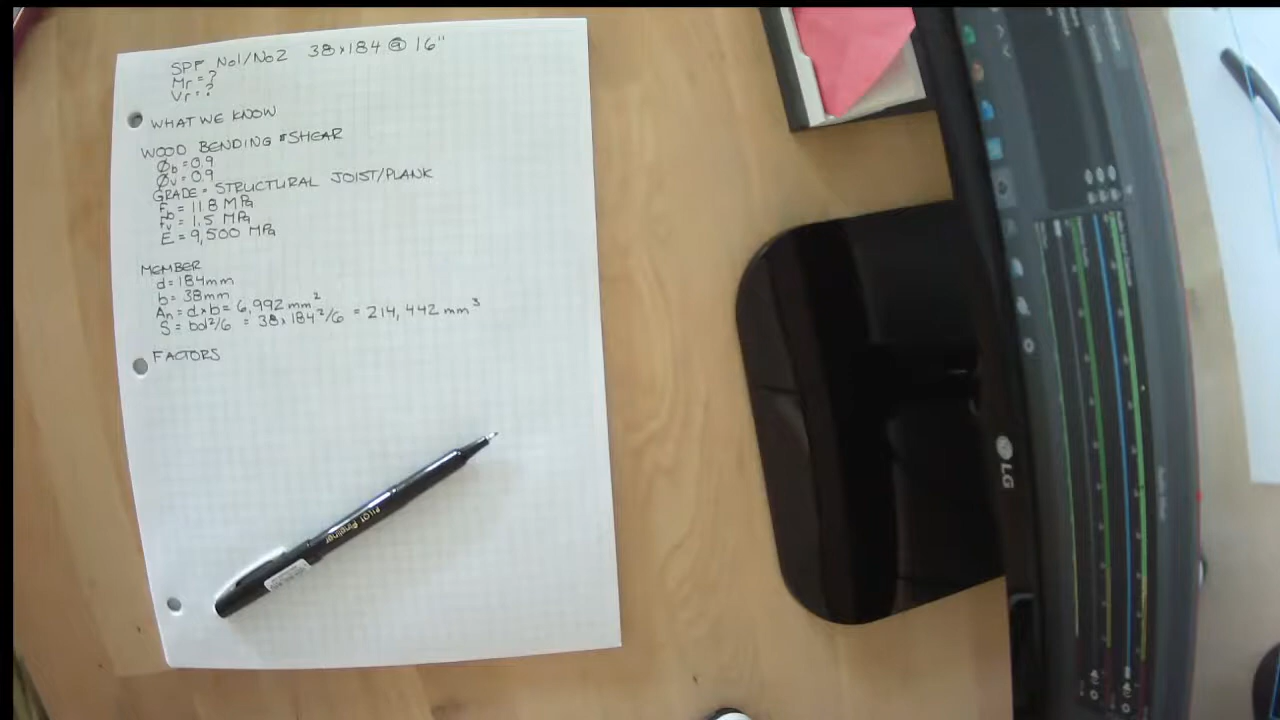 SPF No1/No2 38×184 @ 16"
Mr = ?
Vr = ?
WHAT WE KNOW
WOOD BENDING & SHEAR
Øb = 0.9
Øv = 0.9
GRADE = STRUCTURAL JOIST/PLANK
Fb = 11.8 MPa
Fv = 1.5 MPa
E = 9,500 MPa
MEMBER
d = 184mm
b = 38mm
An = d×b = 6,992 mm²
S = bd²/6 = 38×184²/6 = 214,442 mm³
FACTORS
PILOT Fineliner
LG